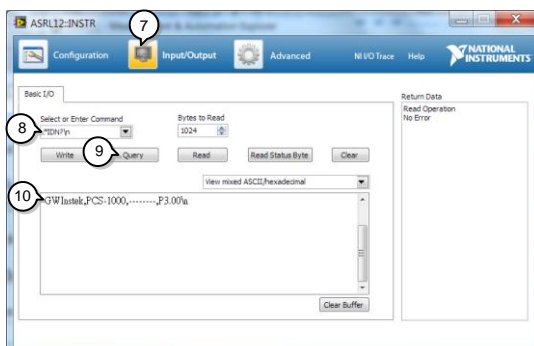 ASRL12::INSTR
7
Configuration
Input/Output
Advanced
NI I/O Trace
Help
NATIONAL INSTRUMENTS
Basic I/O
Return Data
Read Operation
No Error
Select or Enter Command
Bytes to Read
8
*IDN?\n
1024
9
Write
Query
Read
Read Status Byte
Clear
View mixed ASCII/hexadecimal
10
GWInstek,PCS-1000,--------,P3.00\n
Clear Buffer